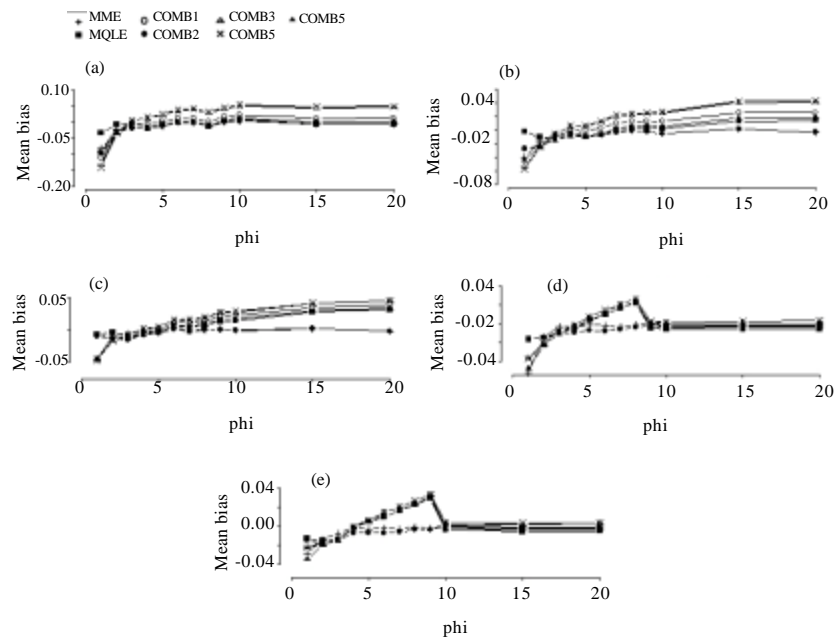 MME COMB1 COMB3 COMB5
MQLE COMB2 COMB5
(a)
0.10
-0.05
-0.20
Mean bias
0 5 10 15 20
phi
(b)
0.04
-0.02
-0.08
Mean bias
0 5 10 15 20
phi
(c)
0.05
-0.05
Mean bias
0 5 10 15 20
phi
(d)
0.04
-0.02
-0.04
Mean bias
0 5 10 15 20
phi
(e)
0.04
0.00
-0.04
Mean bias
0 5 10 15 20
phi